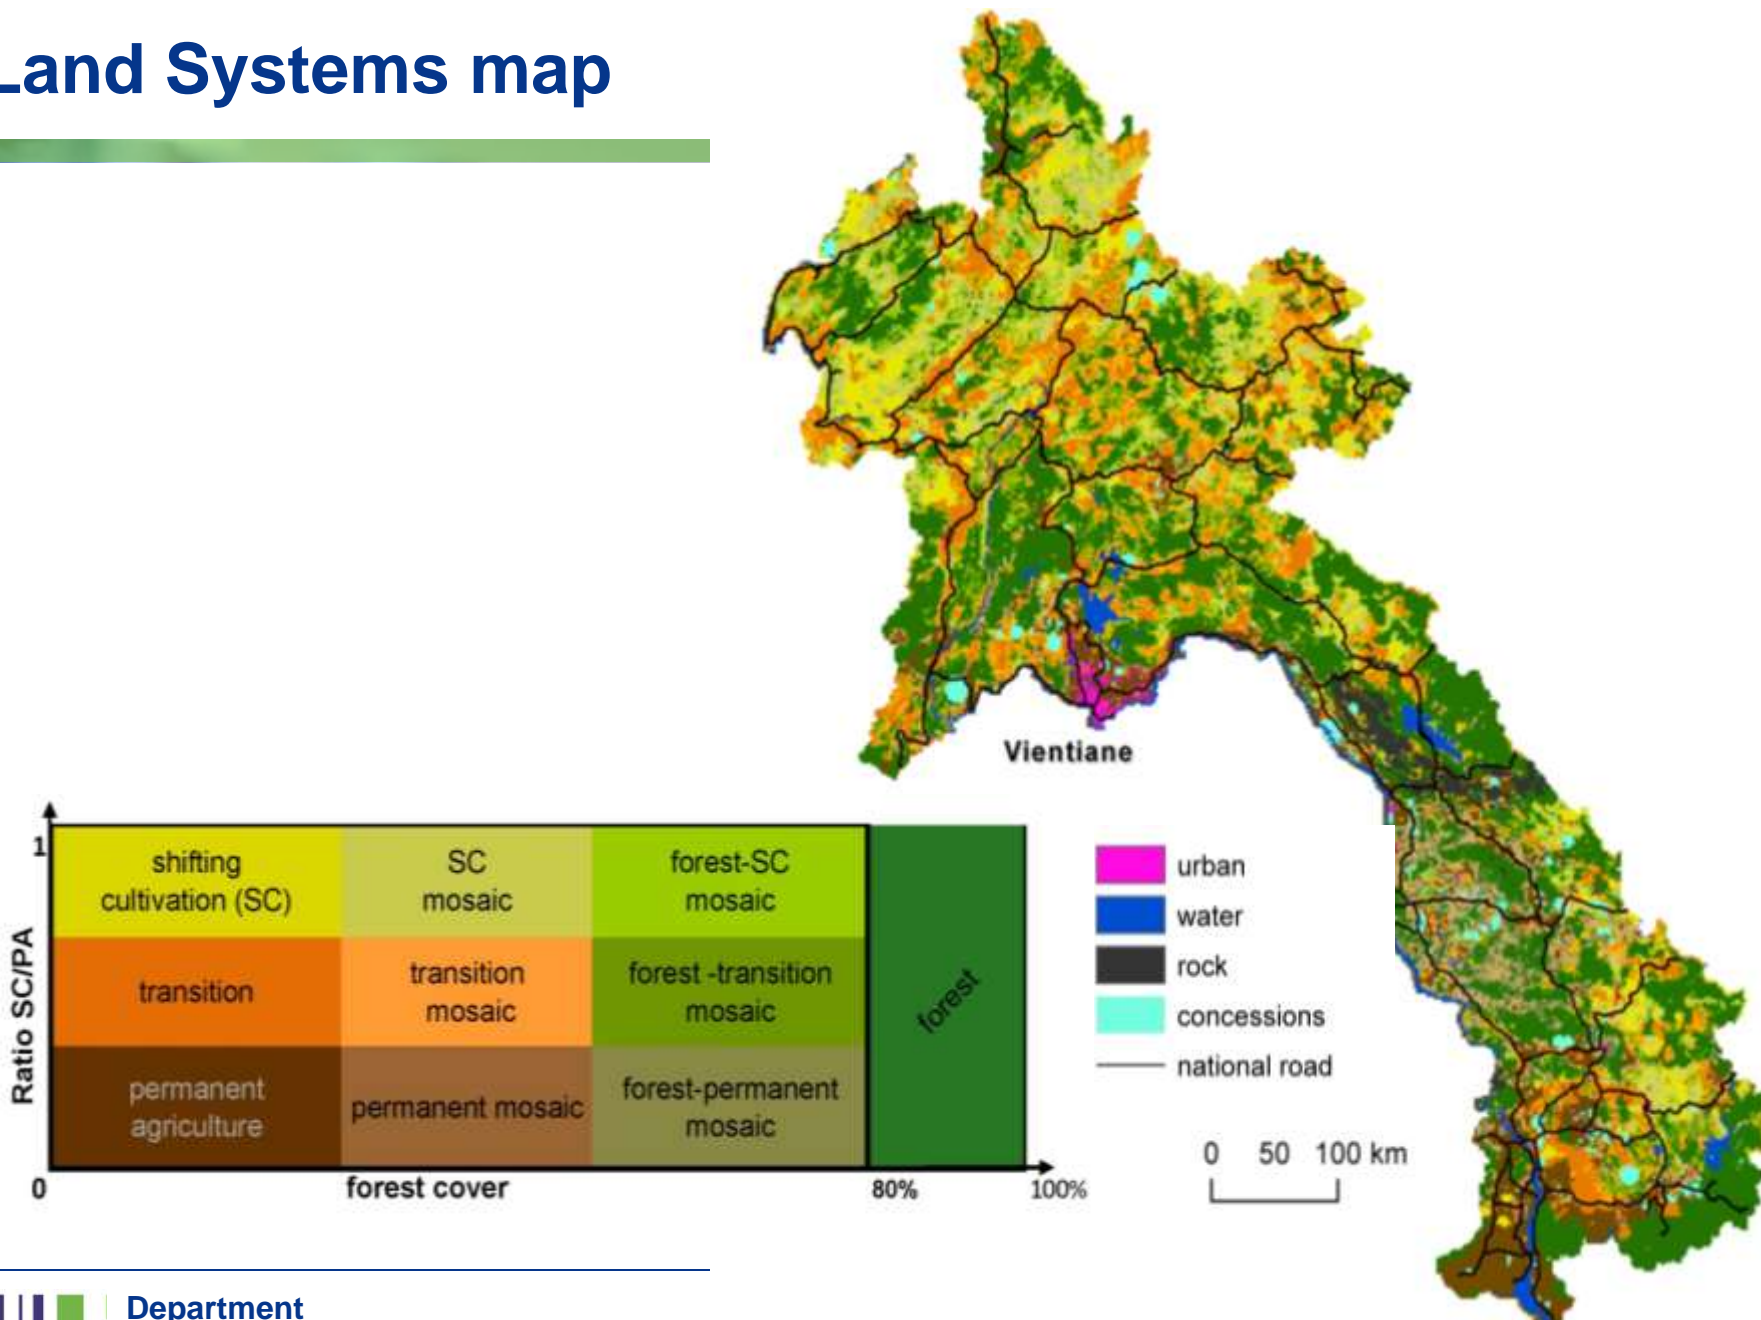 Land Systems map
Vientiane
1
shifting
cultivation (SC)
SC
mosaic
forest-SC
mosaic
transition
transition
mosaic
forest -transition
mosaic
permanent
agriculture
permanent mosaic
forest-permanent
mosaic
forest
Ratio SC/PA
0
forest cover
80%
100%
urban
water
rock
concessions
national road
0 50 100 km
Department